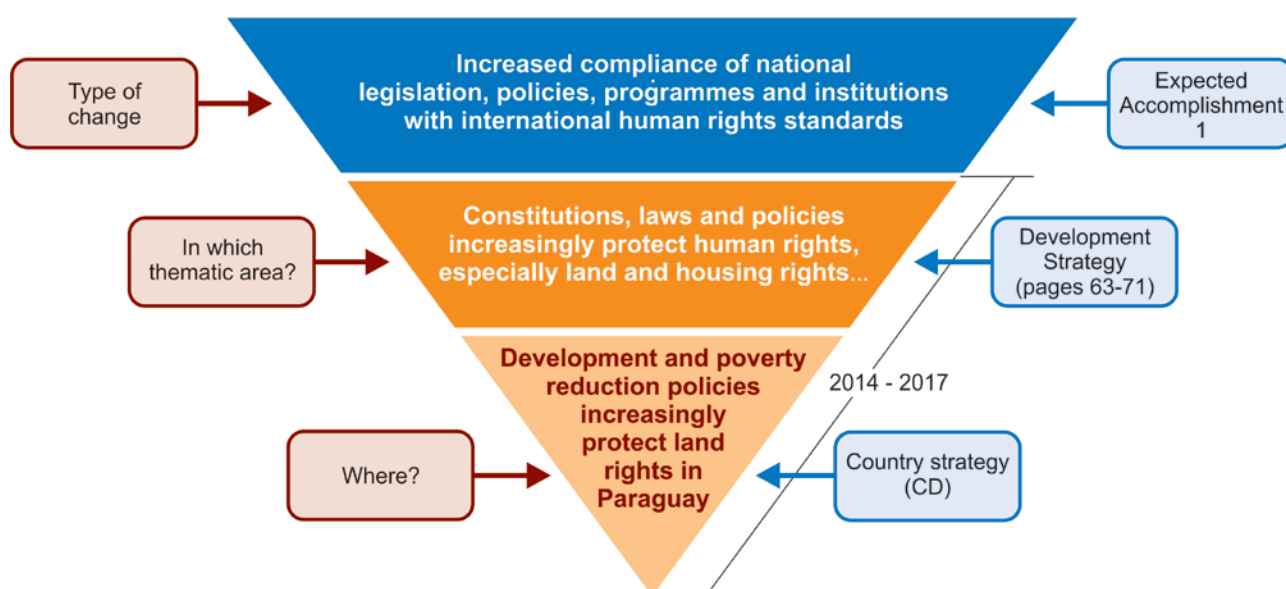 Increased compliance of national
legislation, policies, programmes and institutions
with international human rights standards
Type of
change
Expected
Accomplishment
1
Constitutions, laws and policies
increasingly protect human rights,
especially land and housing rights...
In which
thematic area?
Development
Strategy
(pages 63-71)
Development and poverty
reduction policies
increasingly
protect land
rights in
Paraguay
2014 - 2017
Where?
Country strategy
(CD)